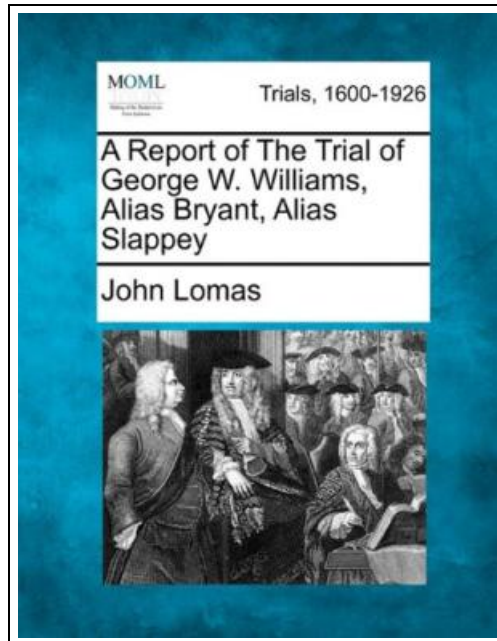 MOML
Trials, 1600-1926
A Report of The Trial of
George W. Williams,
Alias Bryant, Alias
Slappey
John Lomas